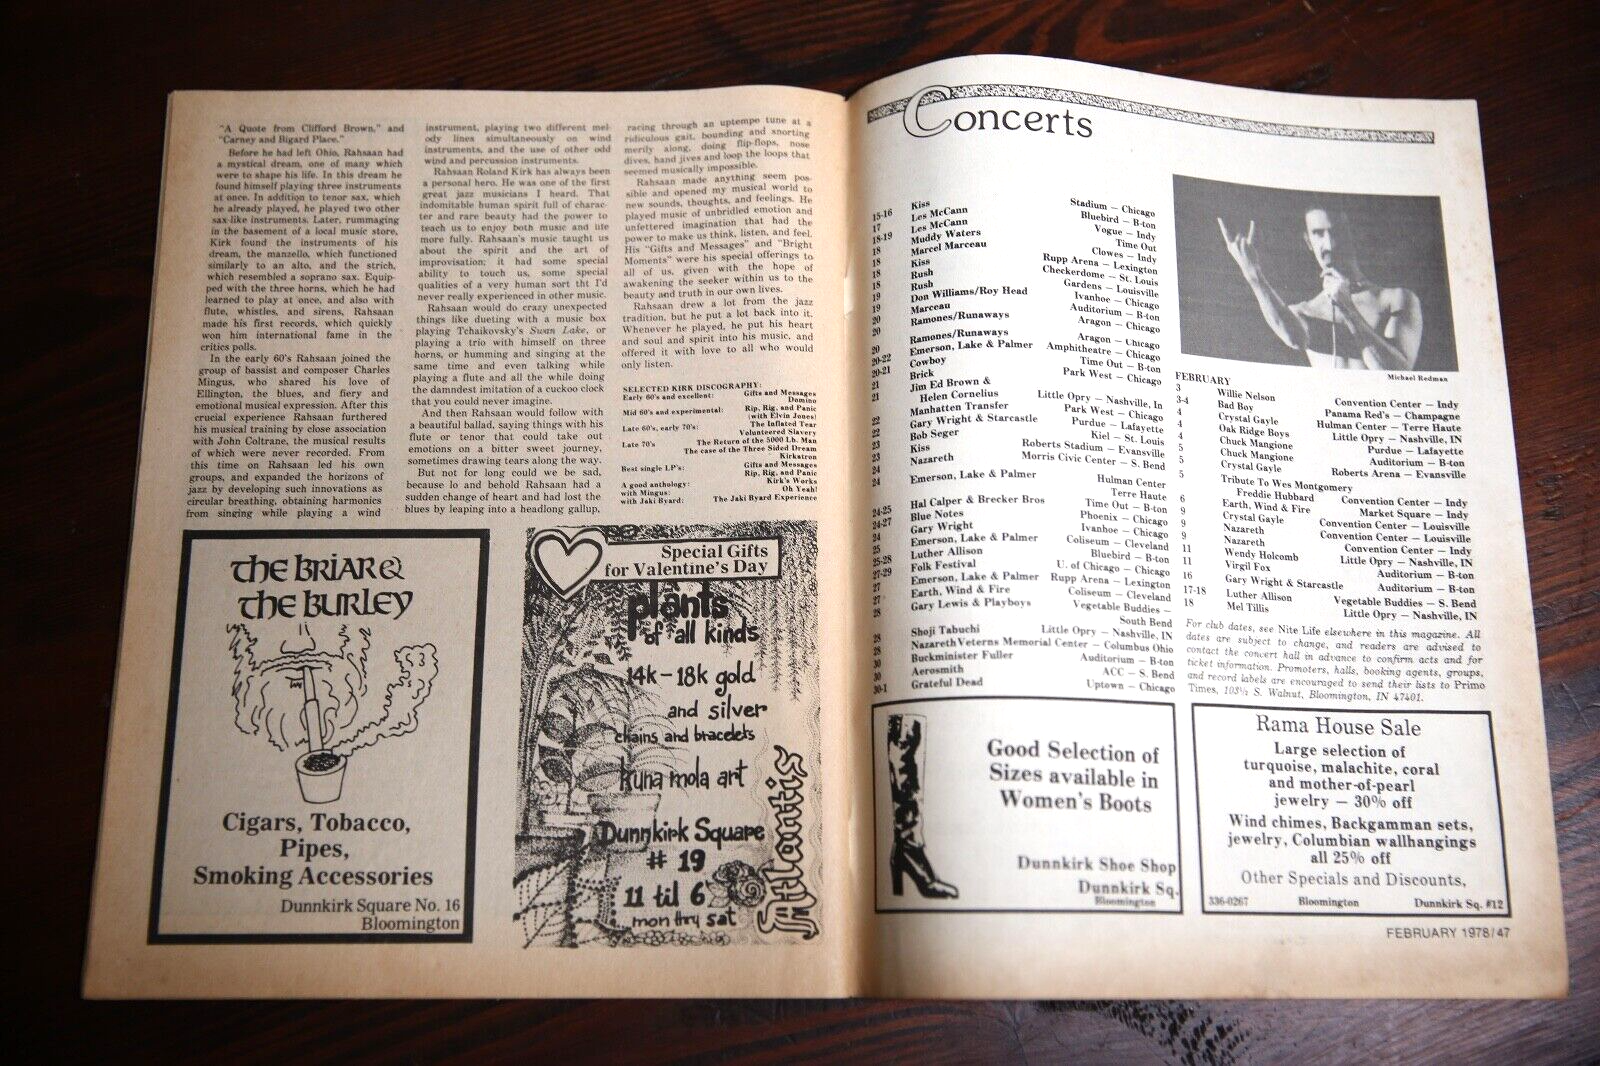 "A Quote from Clifford Brown," and
"Carney and Bigard Place."
Before he had left Ohio, Rahsaan had
a mystical dream, one of many which
were to shape his life. In this dream he
found himself playing three instruments
at once. In addition to tenor sax, which
he already played, he played two other
sax-like instruments. Later, rummaging
in the basement of a local music store,
Kirk found the instruments of his
dream, the manzello, which functioned
similarly to an alto, and the strich,
which resembled a soprano sax. Equip-
ped with the three horns, which he had
learned to play at once, and also with
flute, whistles, and sirens, Rahsaan
made his first records, which quickly
won him international fame in the
critics polls.
In the early 60's Rahsaan joined the
group of bassist and composer Charles
Mingus, who shared his love of
Ellington, the blues, and fiery and
emotional musical expression. After this
crucial experience Rahsaan furthered
his musical training by close association
with John Coltrane, the musical results
of which were never recorded. From
this time on Rahsaan led his own
groups, and expanded the horizons of
jazz by developing such innovations as
circular breathing, obtaining harmonics
from singing while playing a wind
instrument, playing two different mel-
ody lines simultaneously on wind
instruments, and the use of other odd
wind and percussion instruments.
Rahsaan Roland Kirk has always been
a personal hero. He was one of the first
great jazz musicians I heard. That
indomitable human spirit full of charac-
ter and rare beauty had the power to
teach us to enjoy both music and life
more fully. Rahsaan's music taught us
about the spirit and the art of
improvisation; it had some special
ability to touch us, some special
qualities of a very human sort tht I'd
never really experienced in other music.
Rahsaan would do crazy unexpected
things like dueting with a music box
playing Tchaikovsky's Swan Lake, or
playing a trio with himself on three
horns, or humming and singing at the
same time and even talking while
playing a flute and all the while doing
the damndest imitation of a cuckoo clock
that you could never imagine.
And then Rahsaan would follow with
a beautiful ballad, saying things with his
flute or tenor that could take out
emotions on a bitter sweet journey,
sometimes drawing tears along the way.
But not for long could we be sad,
because lo and behold Rahsaan had a
sudden change of heart and had lost the
blues by leaping into a headlong gallup,
racing through an uptempo tune at a
ridiculous gait, bounding and snorting
merily along, doing flip-flops, nose
dives, hand jives and loop the loops that
seemed musically impossible.
Rahsaan made anything seem pos-
sible and opened my musical world to
new sounds, thoughts, and feelings. He
played music of unbridled emotion and
unfettered imagination that had the
power to make us think, listen, and feel.
His "Gifts and Messages" and "Bright
Moments" were his special offerings to
all of us, given with the hope of
awakening the seeker within us to the
beauty and truth in our own lives.
Rahsaan drew a lot from the jazz
tradition, but he put a lot back into it.
Whenever he played, he put his heart
and soul and spirit into his music, and
offered it with love to all who would
only listen.
SELECTED KIRK DISCOGRAPHY:
Early 60's and excellent: Gifts and Messages
Domino
Mid 60's and experimental: Rip, Rig, and Panic
(with Elvin Jones)
Late 60's, early 70's: The Inflated Tear
Volunteered Slavery
Late 70's The Return of the 5000 Lb. Man
The case of the Three Sided Dream
Kirkatron
Best single LP's: Gifts and Messages
Rip, Rig, and Panic
A good anthology: Kirk's Works
with Mingus: Oh Yeah!
with Jaki Byard: The Jaki Byard Experience
the BRIAR &
the BURLEY
Cigars, Tobacco,
Pipes,
Smoking Accessories
Dunnkirk Square No. 16
Bloomington
Special Gifts
for Valentine's Day
plants
of all kinds
14k-18k gold
and silver
chains and bracelets
Kuna mola art
Dunnkirk Square
# 19
11 til 6
mon thru sat
Atlantis
Concerts
Kiss Stadium — Chicago
15-16 Les McCann Bluebird — B-ton
17 Les McCann Vogue — Indy
18-19 Muddy Waters Time Out
18 Marcel Marceau Clowes — Indy
18 Kiss Rupp Arena — Lexington
18 Rush Checkerdome — St. Louis
18 Rush Gardens — Louisville
19 Don Williams/Roy Head Ivanhoe — Chicago
19 Marceau Auditorium — B-ton
20 Ramones/Runaways Aragon — Chicago
20 Ramones/Runaways Aragon — Chicago
20 Emerson, Lake & Palmer Amphitheatre — Chicago
20-22 Cowboy Time Out — B-ton
20-21 Brick Park West — Chicago
21 Jim Ed Brown &
21 Helen Cornelius Little Opry — Nashville, In
Manhatten Transfer Park West — Chicago
22 Gary Wright & Starcastle Purdue — Lafayette
22 Bob Seger Kiel — St. Louis
23 Kiss Roberts Stadium — Evansville
23 Nazareth Morris Civic Center — S. Bend
24
24 Emerson, Lake & Palmer Hulman Center
Terre Haute
Hal Calper & Brecker Bros Time Out — B-ton
24-25 Blue Notes Phoenix — Chicago
24-27 Gary Wright Ivanhoe — Chicago
24 Emerson, Lake & Palmer Coliseum — Cleveland
25 Luther Allison Bluebird — B-ton
25-28 Folk Festival U. of Chicago — Chicago
27-29 Emerson, Lake & Palmer Rupp Arena — Lexington
27 Earth, Wind & Fire Coliseum — Cleveland
27 Gary Lewis & Playboys Vegetable Buddies —
28 South Bend
Shoji Tabuchi Little Opry — Nashville, IN
28 Nazareth Veterns Memorial Center — Columbus Ohio
28 Buckminister Fuller Auditorium — B-ton
30 Aerosmith ACC — S. Bend
30 Grateful Dead Uptown — Chicago
30-1
Michael Redman
FEBRUARY
3 Willie Nelson Convention Center — Indy
3-4 Bad Boy Panama Red's — Champagne
4 Crystal Gayle Hulman Center — Terre Haute
4 Oak Ridge Boys Little Opry — Nashville, IN
4 Chuck Mangione Purdue — Lafayette
5 Chuck Mangione Auditorium — B-ton
5 Crystal Gayle Roberts Arena — Evansville
5 Tribute To Wes Montgomery
Freddie Hubbard Convention Center — Indy
6 Earth, Wind & Fire Market Square — Indy
9 Crystal Gayle Convention Center — Louisville
9 Nazareth Convention Center — Louisville
9 Nazareth Convention Center — Indy
11 Wendy Holcomb Little Opry — Nashville, IN
11 Virgil Fox Auditorium — B-ton
16 Gary Wright & Starcastle Auditorium — B-ton
17-18 Luther Allison Vegetable Buddies — S. Bend
18 Mel Tillis Little Opry — Nashville, IN
For club dates, see Nite Life elsewhere in this magazine. All
dates are subject to change, and readers are advised to
contact the concert hall in advance to confirm acts and for
ticket information. Promoters, halls, booking agents, groups,
and record labels are encouraged to send their lists to Primo
Times, 103½ S. Walnut, Bloomington, IN 47401.
Good Selection of
Sizes available in
Women's Boots
Dunnkirk Shoe Shop
Dunnkirk Sq.
Bloomington
Rama House Sale
Large selection of
turquoise, malachite, coral
and mother-of-pearl
jewelry — 30% off
Wind chimes, Backgamman sets,
jewelry, Columbian wallhangings
all 25% off
Other Specials and Discounts,
336-0267 Bloomington Dunnkirk Sq. #12
FEBRUARY 1978/47